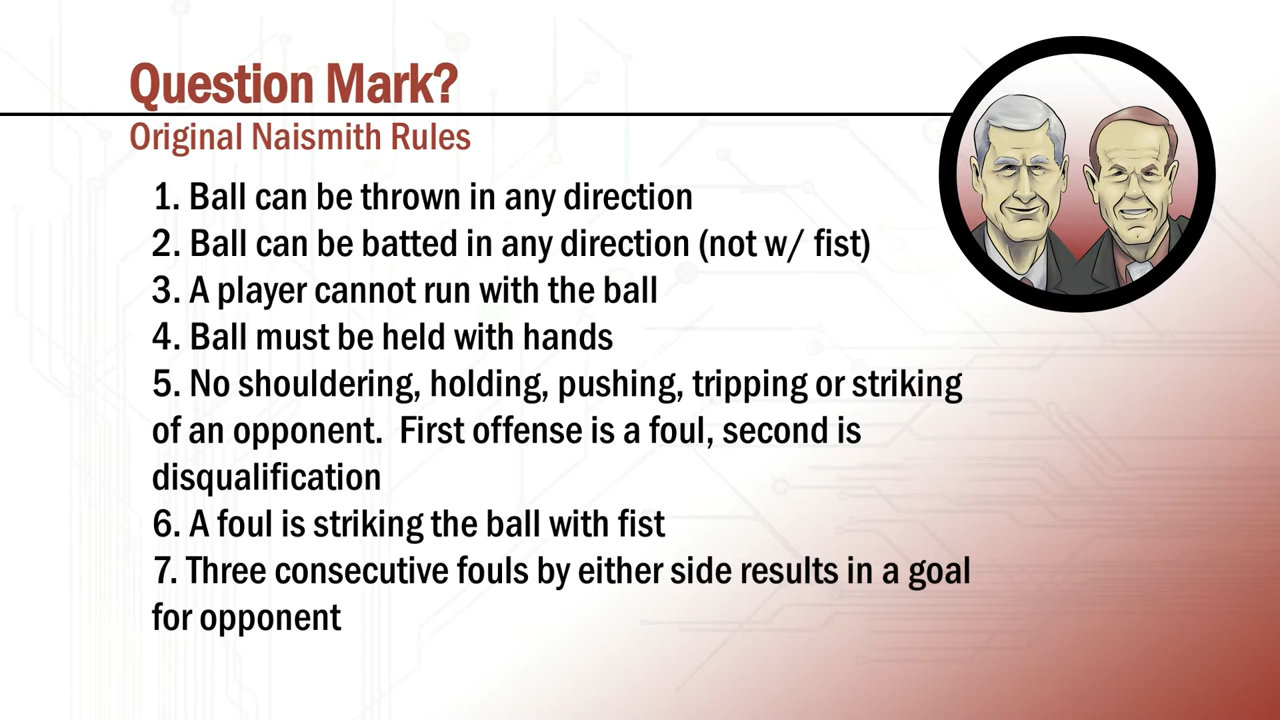 Question Mark?
Original Naismith Rules
1. Ball can be thrown in any direction
2. Ball can be batted in any direction (not w/ fist)
3. A player cannot run with the ball
4. Ball must be held with hands
5. No shouldering, holding, pushing, tripping or striking
of an opponent.  First offense is a foul, second is
disqualification
6. A foul is striking the ball with fist
7. Three consecutive fouls by either side results in a goal
for opponent